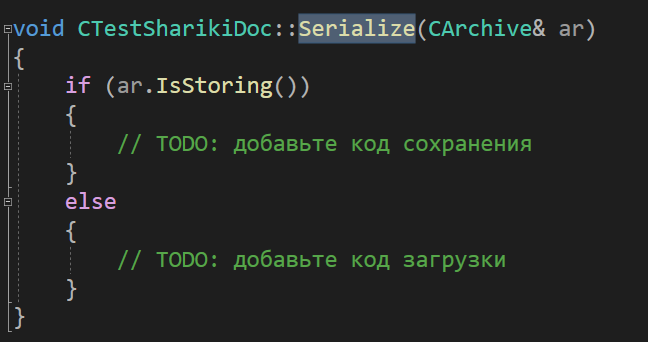 void CTestSharikiDoc::Serialize(CArchive& ar)
{
    if (ar.IsStoring())
    {
        // TODO: добавьте код сохранения
    }
    else
    {
        // TODO: добавьте код загрузки
    }
}